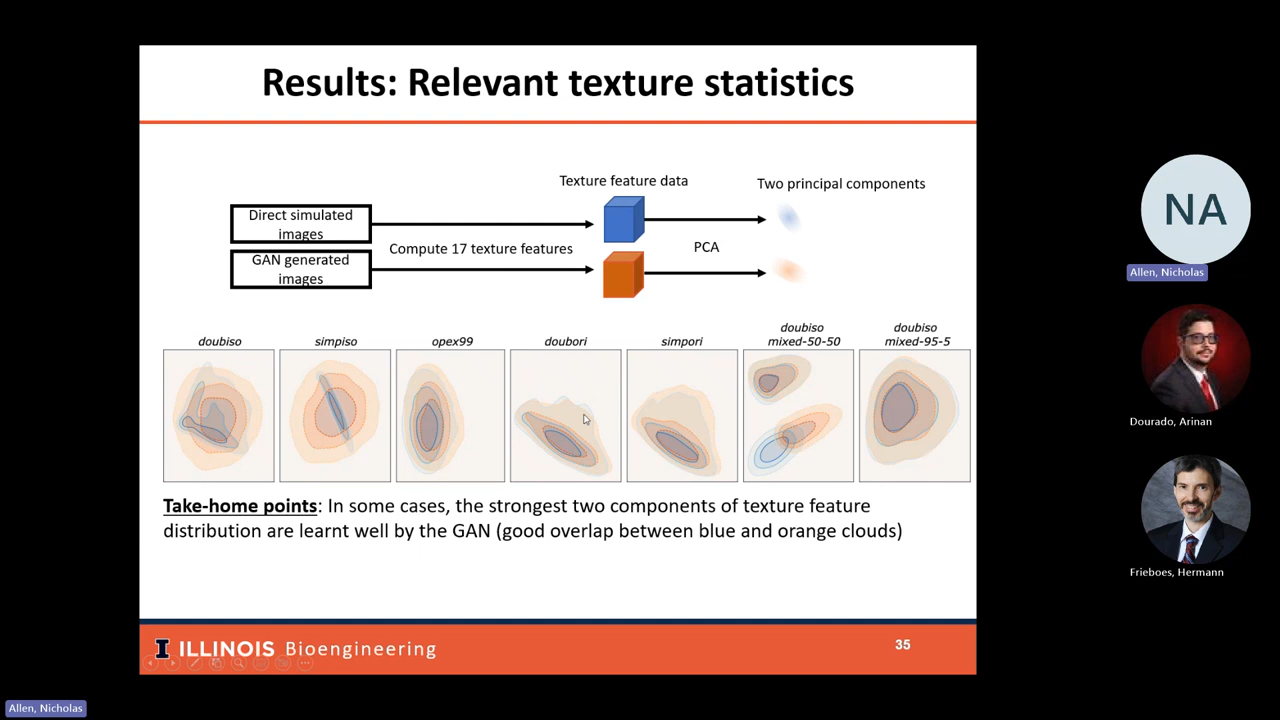 Results: Relevant texture statistics
Texture feature data
Two principal components
Direct simulated
images
Compute 17 texture features
PCA
GAN generated
images
doubiso
simpiso
opex99
doubori
simpori
doubiso
mixed-50-50
doubiso
mixed-95-5
Take-home points: In some cases, the strongest two components of texture feature
distribution are learnt well by the GAN (good overlap between blue and orange clouds)
I ILLINOIS Bioengineering
35
NA
Allen, Nicholas
Dourado, Arinan
Frieboes, Hermann
Allen, Nicholas